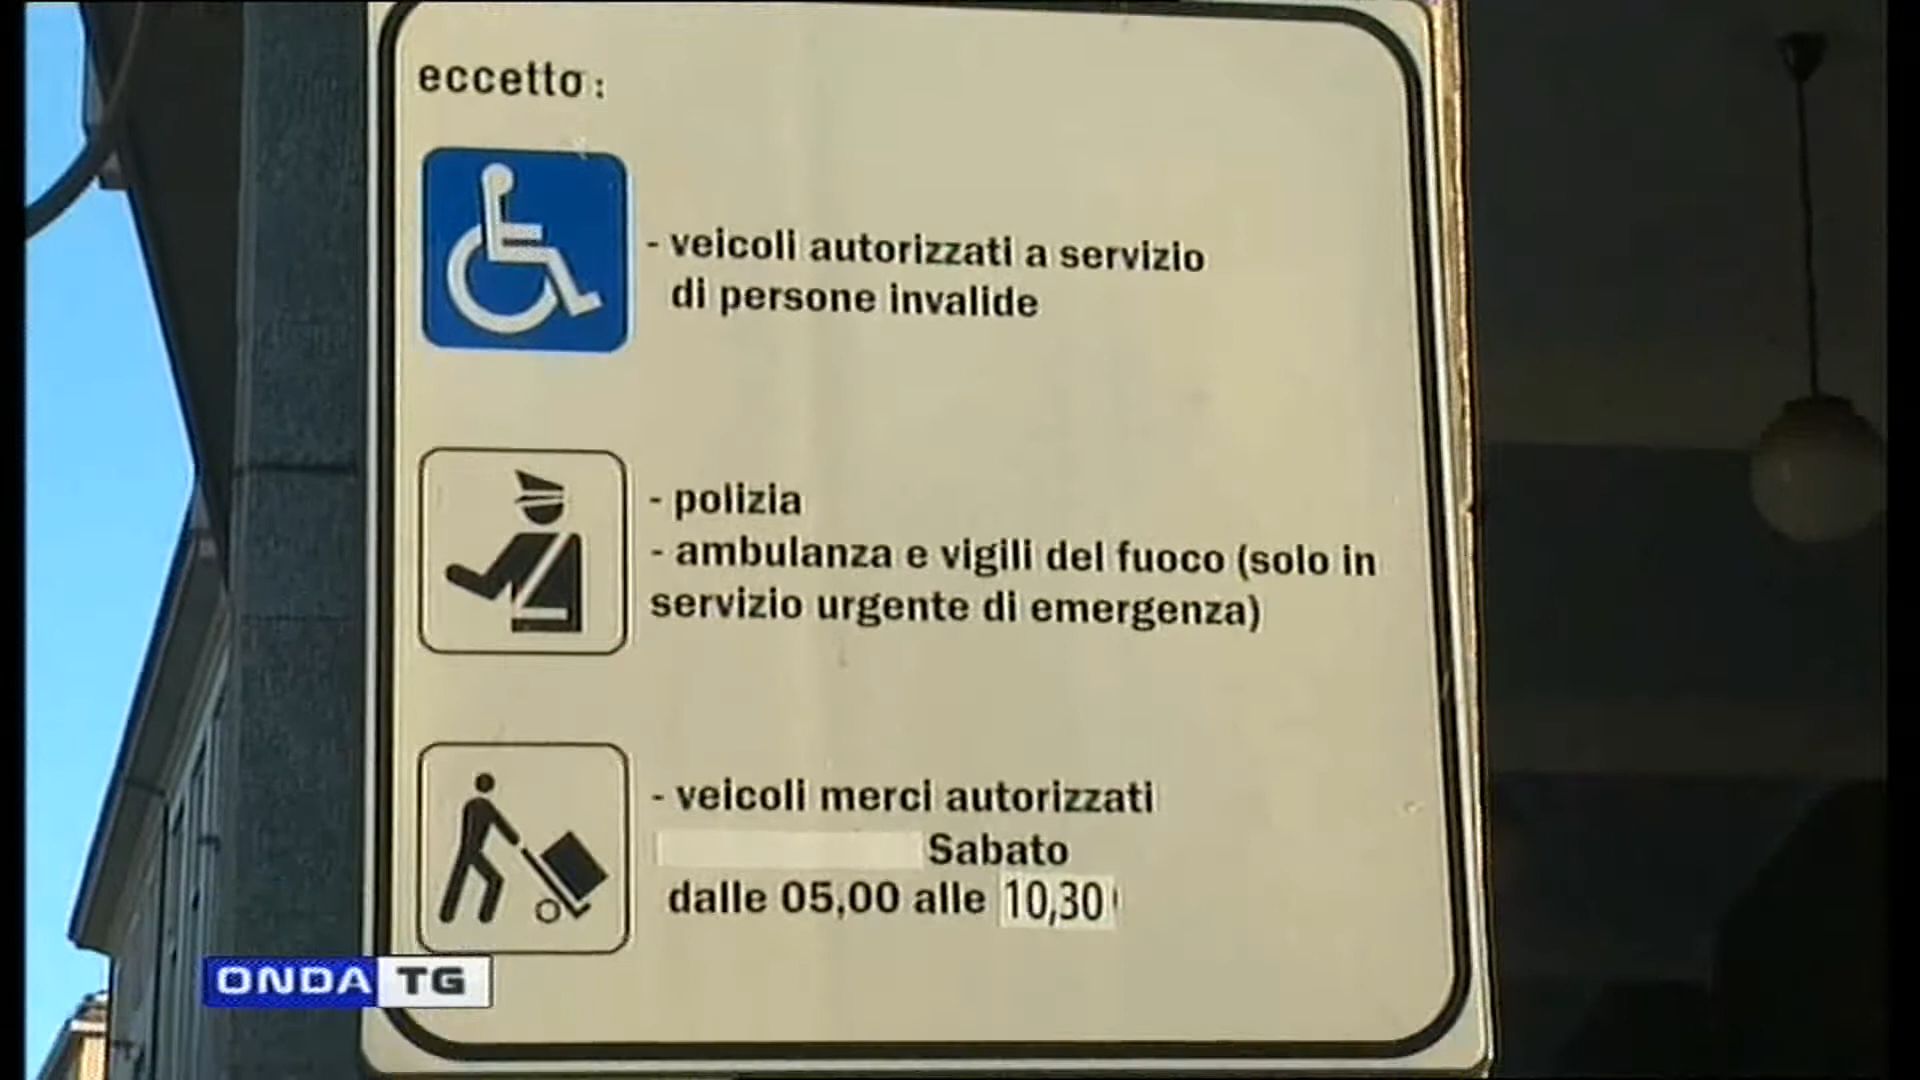 eccetto:
- veicoli autorizzati a servizio
di persone invalide
- polizia
- ambulanza e vigili del fuoco (solo in
servizio urgente di emergenza)
- veicoli merci autorizzati
Sabato
dalle 05,00 alle 10,30
ONDA TG